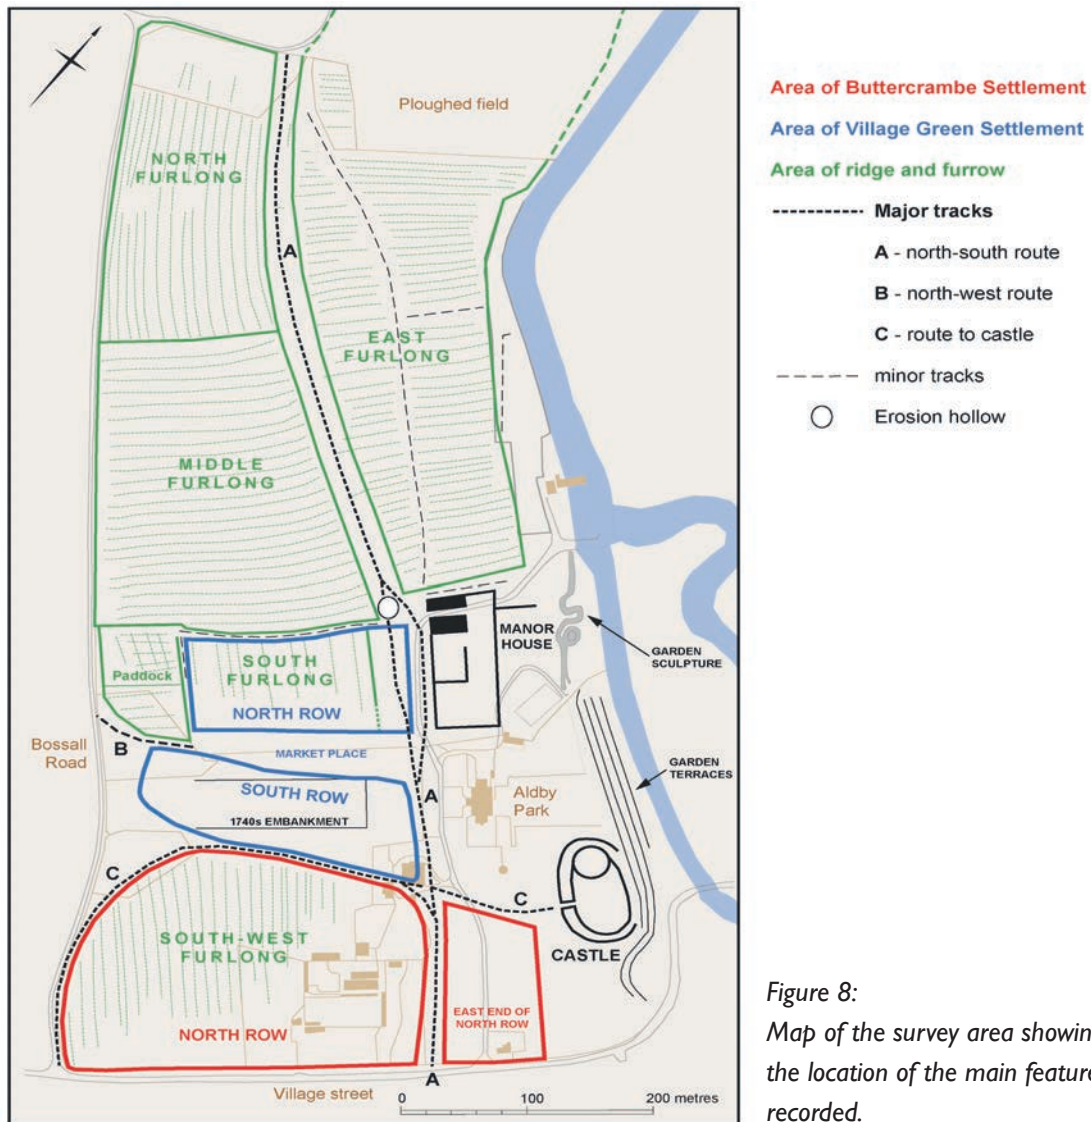 Ploughed field
NORTH
FURLONG
A
EAST
FURLONG
MIDDLE
FURLONG
MANOR
HOUSE
GARDEN
SCULPTURE
Paddock
SOUTH
FURLONG
NORTH ROW
B
Bossall
Road
MARKET PLACE
SOUTH ROW
1740s EMBANKMENT
A
Aldby
Park
GARDEN
TERRACES
C
C
CASTLE
SOUTH-WEST
FURLONG
NORTH ROW
EAST END OF
NORTH ROW
A
Village street
0 100 200 metres
Area of Buttercrambe Settlement
Area of Village Green Settlement
Area of ridge and furrow
Major tracks
A - north-south route
B - north-west route
C - route to castle
minor tracks
Erosion hollow
Figure 8:
Map of the survey area showin
the location of the main feature
recorded.